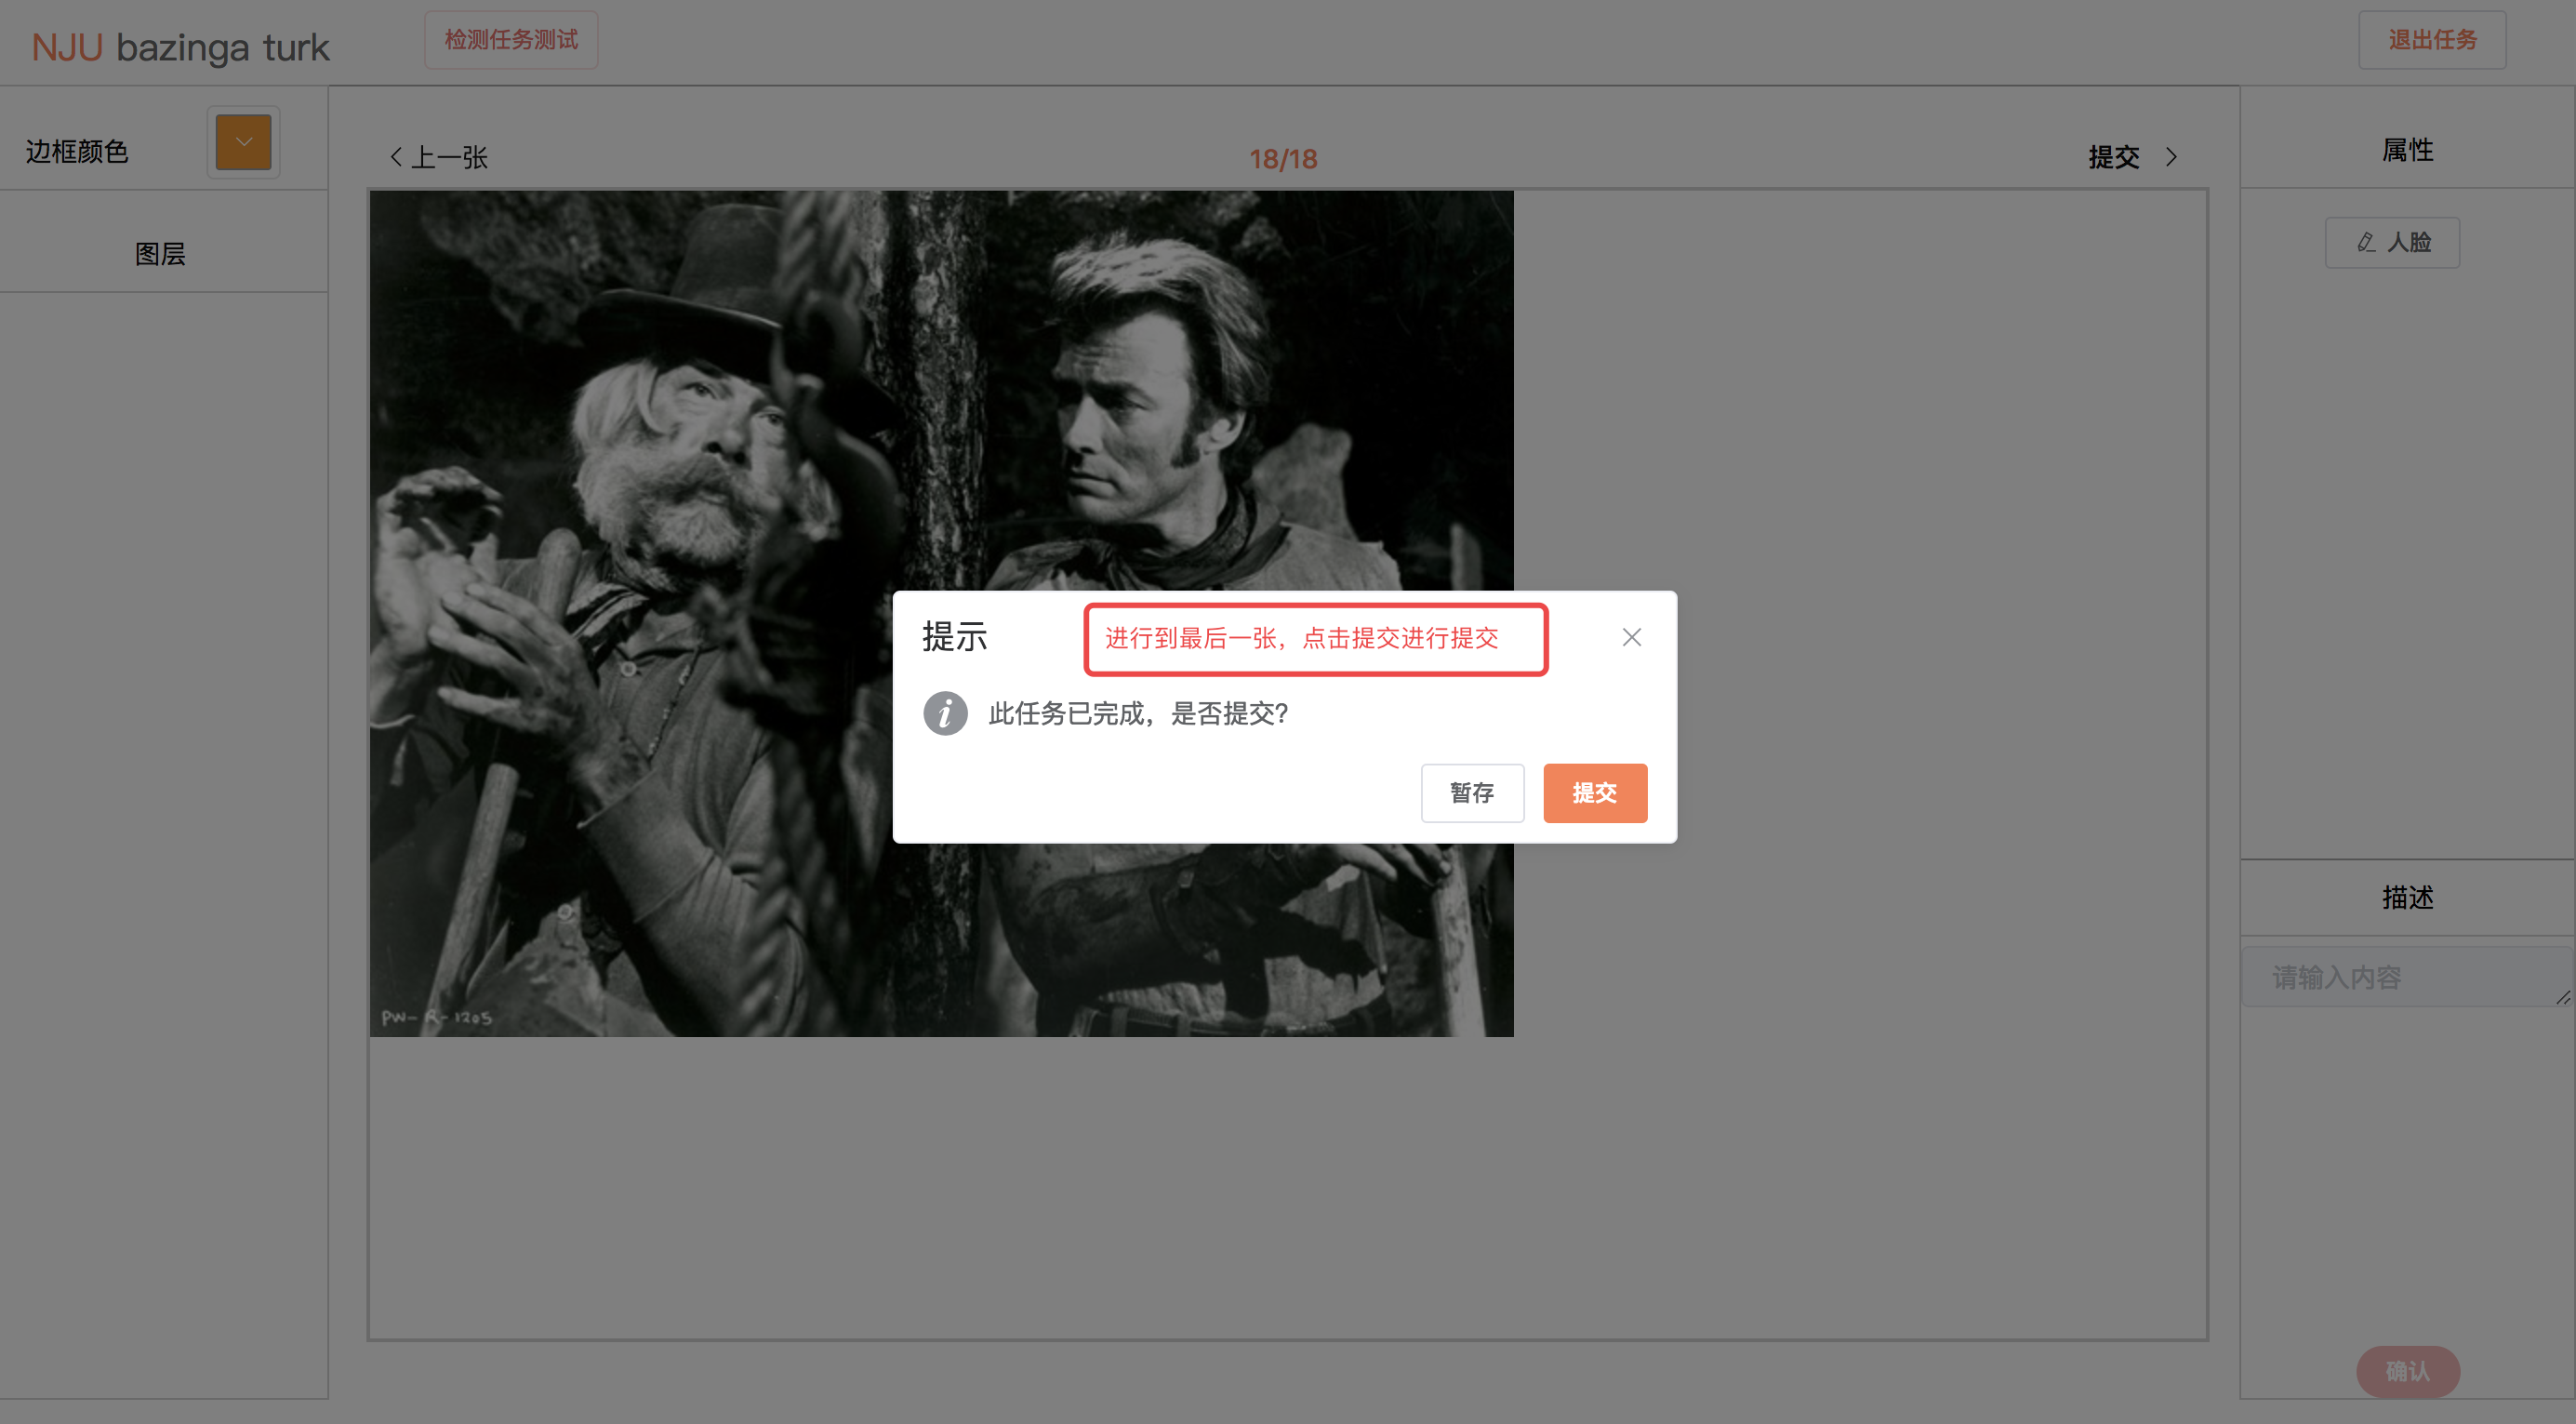 NJU bazinga turk
检测任务测试
退出任务
边框颜色
上一张
18/18
提交
属性
图层
人脸
提示
进行到最后一张，点击提交进行提交
此任务已完成，是否提交？
暂存
提交
描述
请输入内容
PW-R-1205
确认